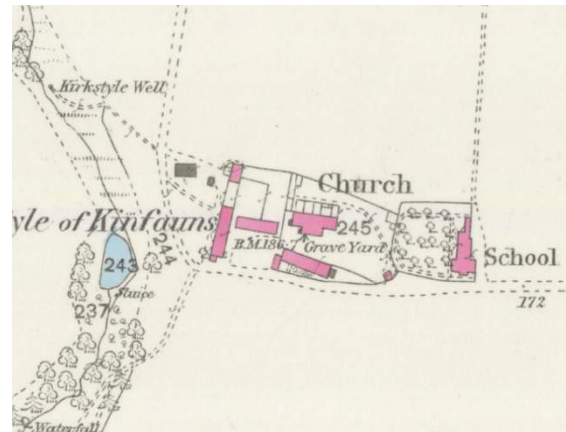 Kirkstyle Well
Church
yle of Kinfauns
244
B.M.186.7
Grave Yard
245
School
243
Sluice
172
237
Waterfall